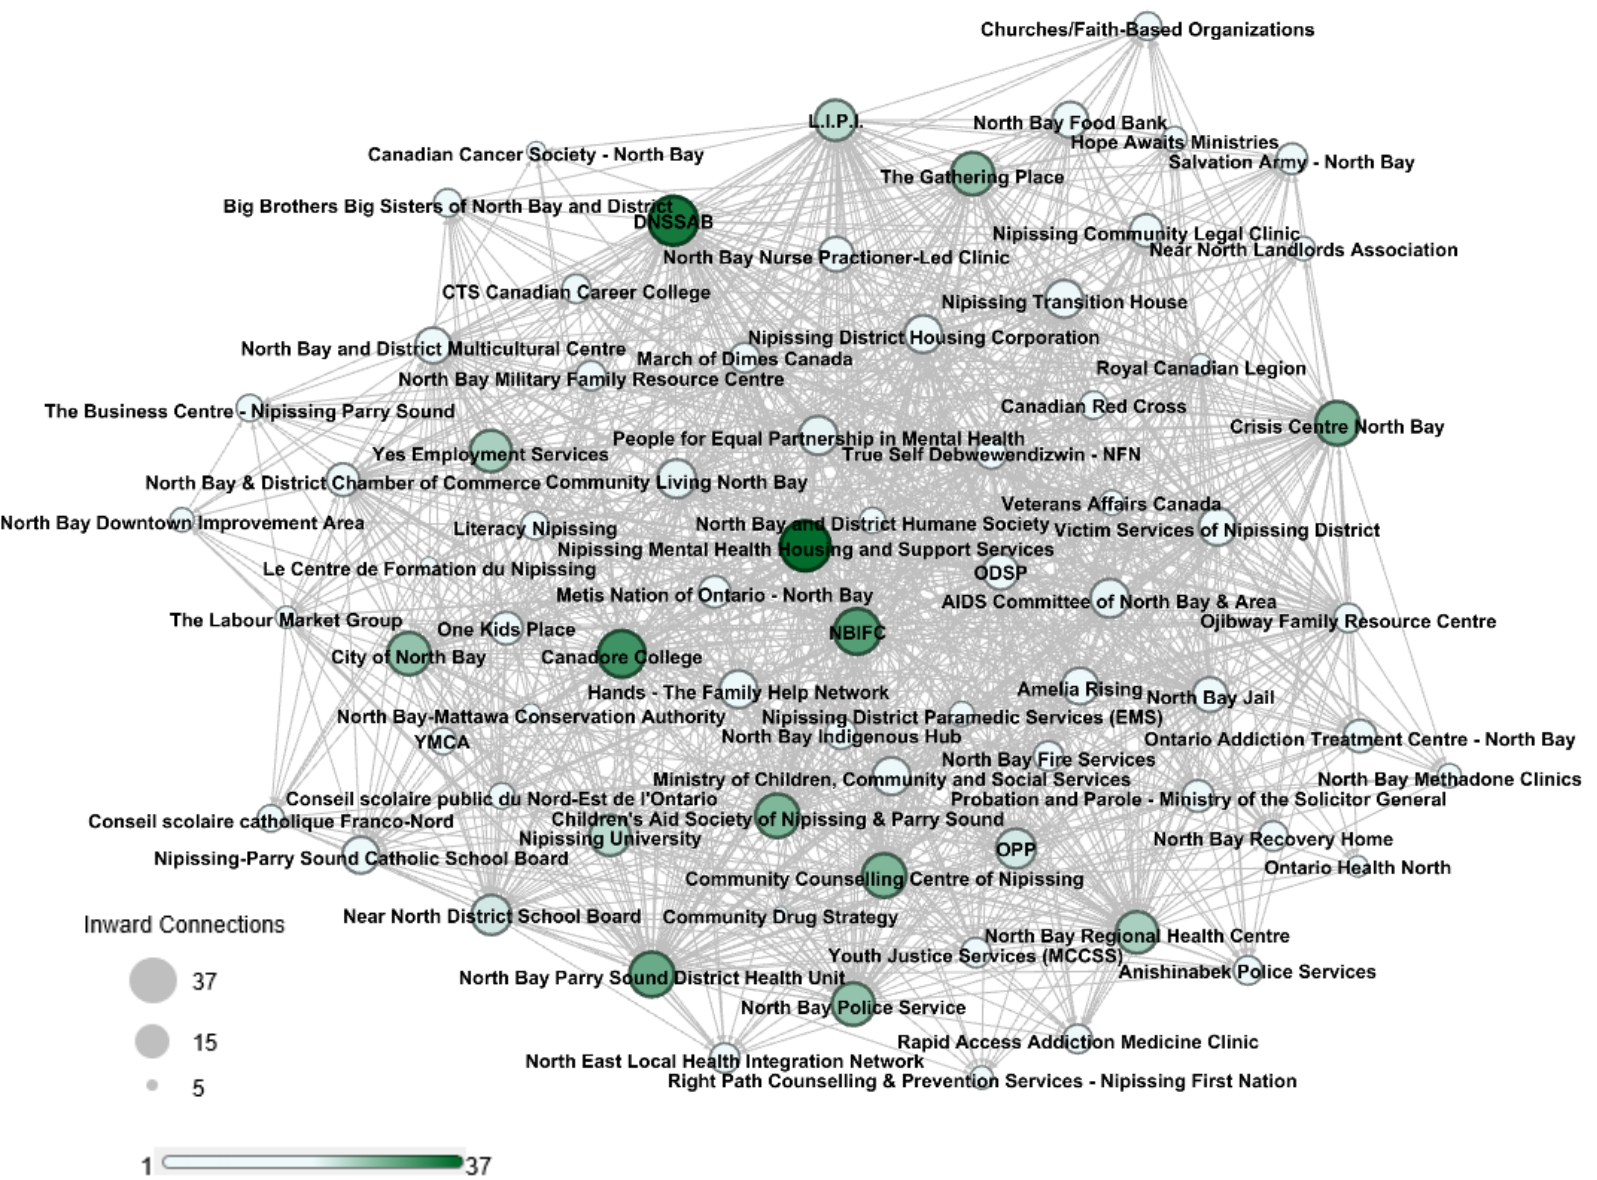 Churches/Faith-Based Organizations
L.I.P.I.
North Bay Food Bank
Hope Awaits Ministries
Canadian Cancer Society - North Bay
Salvation Army - North Bay
The Gathering Place
Big Brothers Big Sisters of North Bay and District
DNSSAB
Nipissing Community Legal Clinic
Near North Landlords Association
North Bay Nurse Practioner-Led Clinic
CTS Canadian Career College
Nipissing Transition House
Nipissing District Housing Corporation
North Bay and District Multicultural Centre
March of Dimes Canada
Royal Canadian Legion
North Bay Military Family Resource Centre
Canadian Red Cross
The Business Centre - Nipissing Parry Sound
Crisis Centre North Bay
People for Equal Partnership in Mental Health
Yes Employment Services
True Self Debwewendizwin - NFN
North Bay & District Chamber of Commerce
Community Living North Bay
Veterans Affairs Canada
North Bay Downtown Improvement Area
Literacy Nipissing
North Bay and District Humane Society
Victim Services of Nipissing District
Nipissing Mental Health Housing and Support Services
Le Centre de Formation du Nipissing
ODSP
Metis Nation of Ontario - North Bay
AIDS Committee of North Bay & Area
The Labour Market Group
Ojibway Family Resource Centre
One Kids Place
NBIFC
City of North Bay
Canadore College
Hands - The Family Help Network
Amelia Rising
North Bay Jail
North Bay-Mattawa Conservation Authority
Nipissing District Paramedic Services (EMS)
YMCA
North Bay Indigenous Hub
Ontario Addiction Treatment Centre - North Bay
North Bay Fire Services
Ministry of Children, Community and Social Services
North Bay Methadone Clinics
Conseil scolaire public du Nord-Est de l'Ontario
Probation and Parole - Ministry of the Solicitor General
Conseil scolaire catholique Franco-Nord
Children's Aid Society of Nipissing & Parry Sound
Nipissing University
North Bay Recovery Home
OPP
Nipissing-Parry Sound Catholic School Board
Ontario Health North
Community Counselling Centre of Nipissing
Near North District School Board
Community Drug Strategy
Inward Connections
North Bay Regional Health Centre
Youth Justice Services (MCCSS)
Anishinabek Police Services
North Bay Parry Sound District Health Unit
37
North Bay Police Service
15
Rapid Access Addiction Medicine Clinic
North East Local Health Integration Network
Right Path Counselling & Prevention Services - Nipissing First Nation
5
1
37